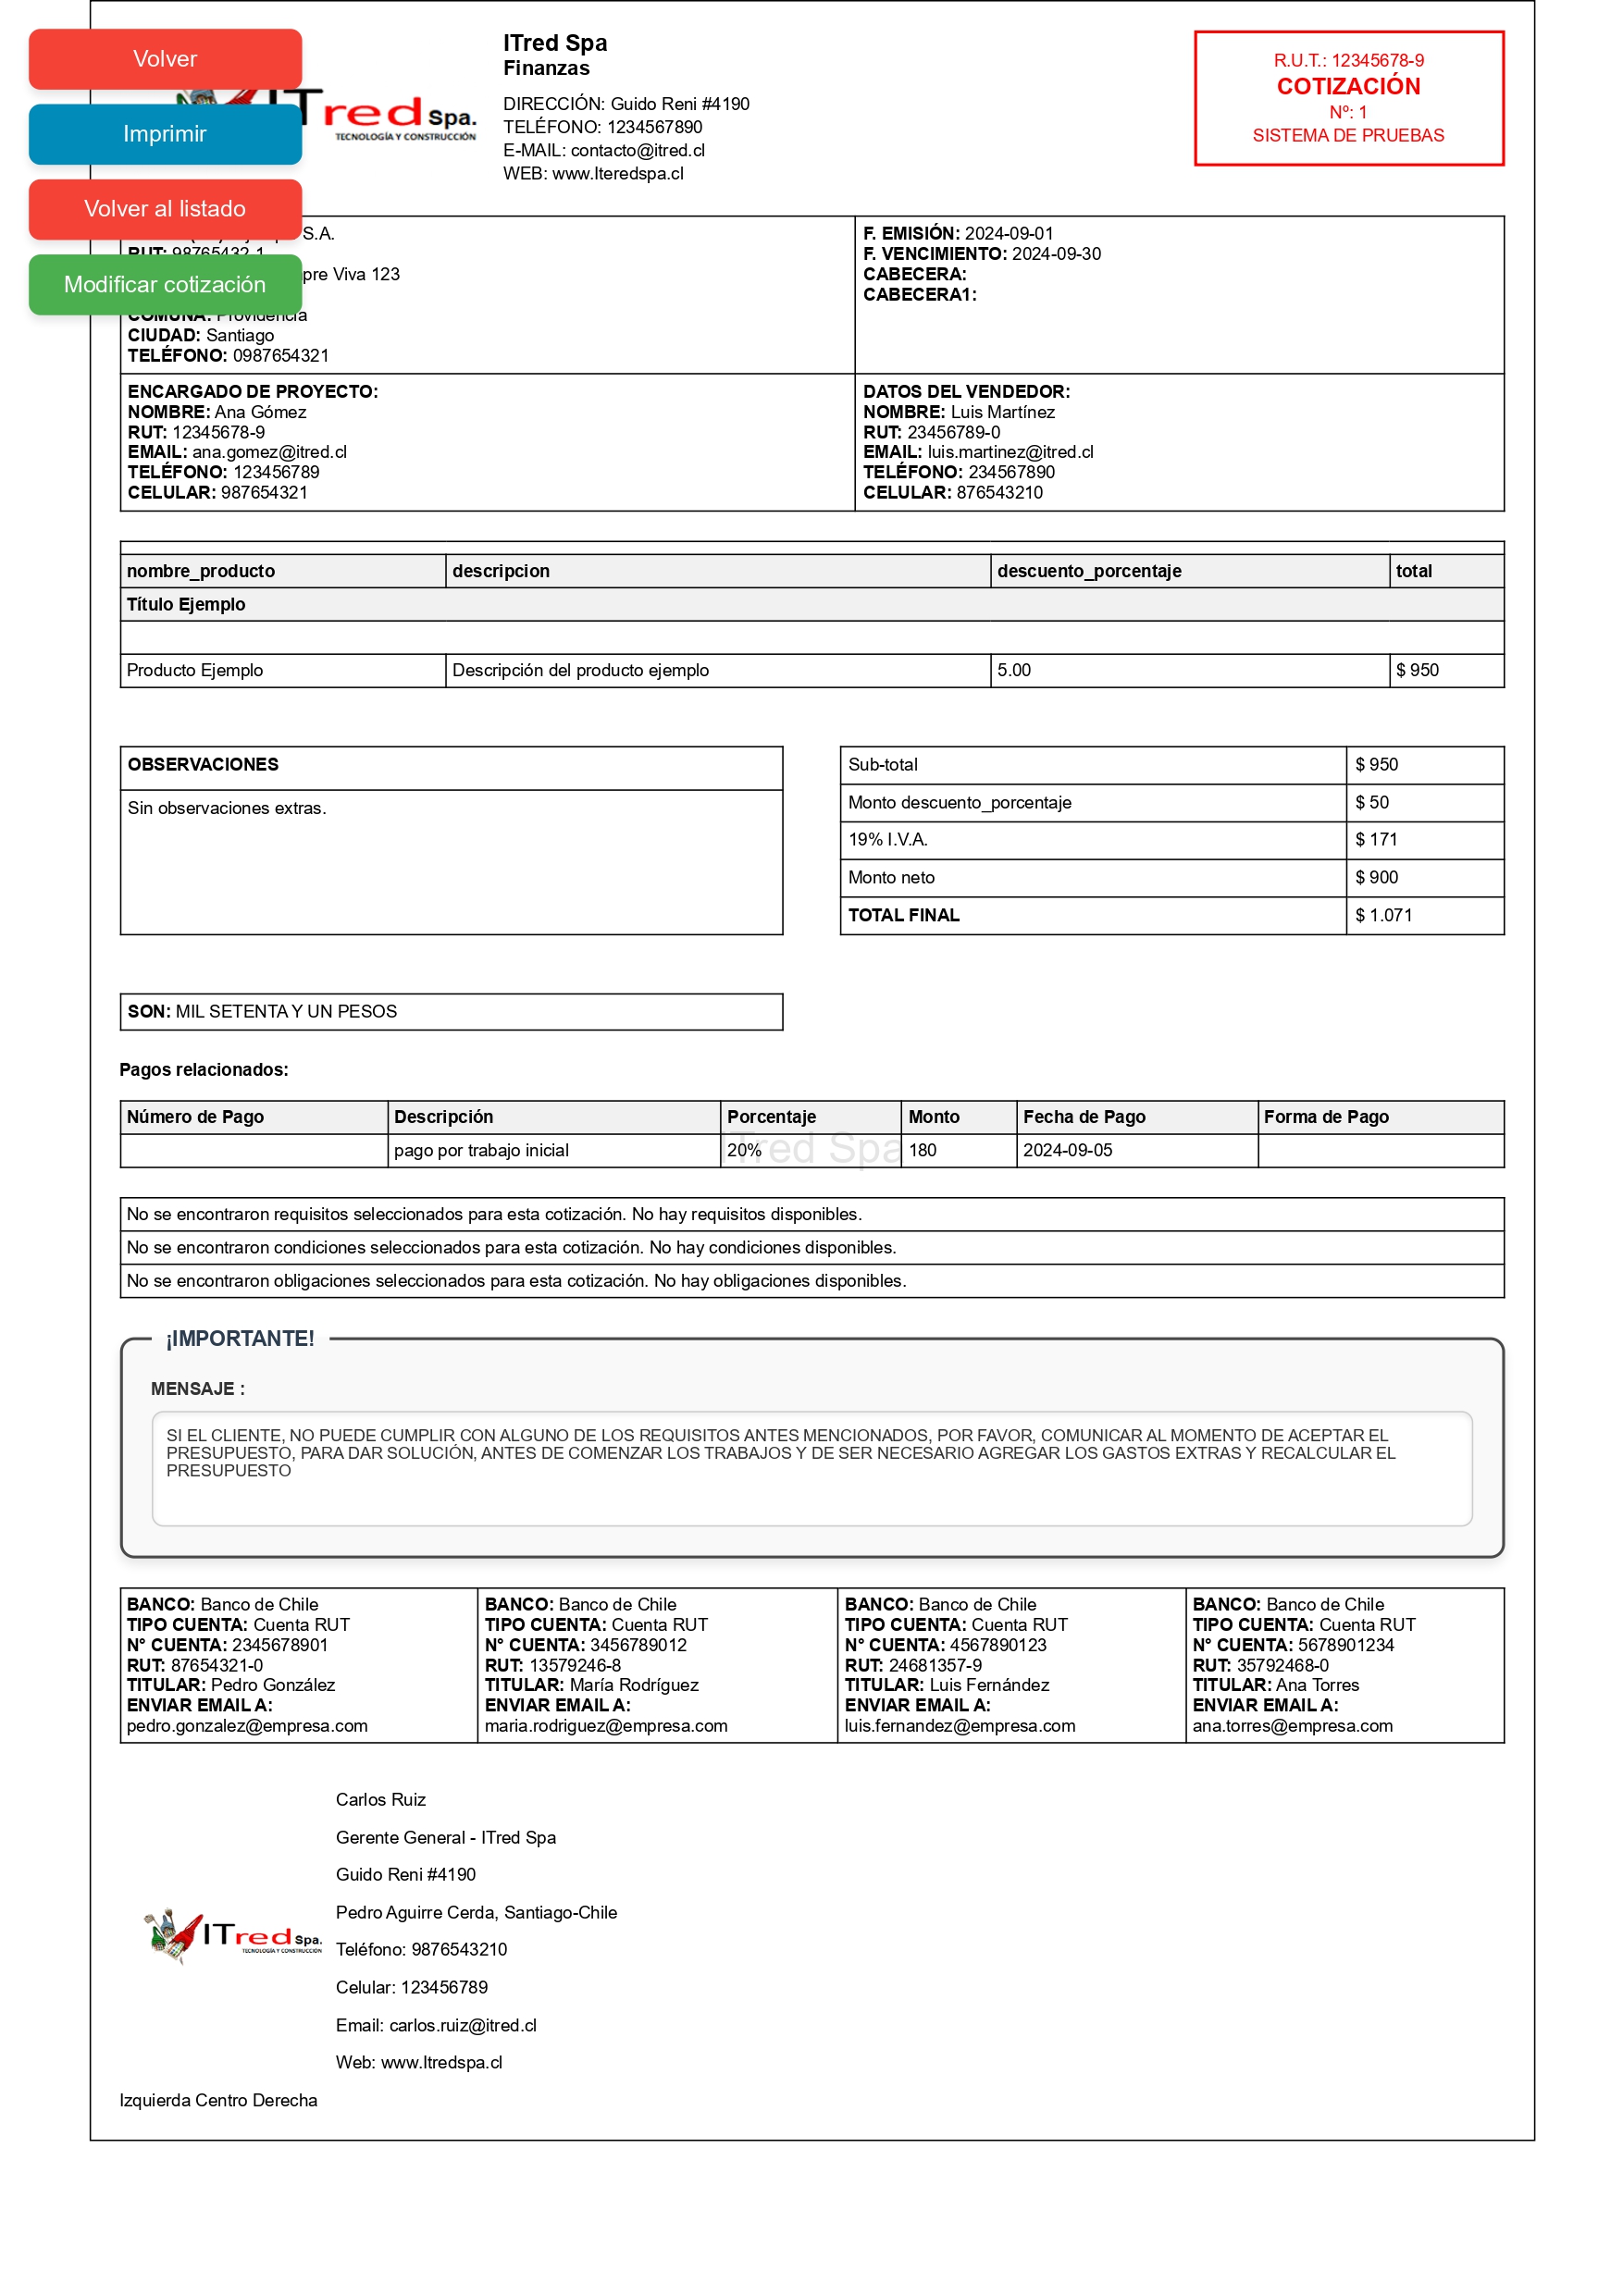 Volver
Imprimir
Volver al listado
Modificar cotización
ITred Spa.
TECNOLOGÍA Y CONSTRUCCIÓN
ITred Spa
Finanzas
DIRECCIÓN: Guido Reni #4190
TELÉFONO: 1234567890
E-MAIL: contacto@itred.cl
WEB: www.Iteredspa.cl
R.U.T.: 12345678-9
COTIZACIÓN
Nº: 1
SISTEMA DE PRUEBAS
S.A.
RUT: 98765432-1
pre Viva 123
COMUNA: Providencia
CIUDAD: Santiago
TELÉFONO: 0987654321
F. EMISIÓN: 2024-09-01
F. VENCIMIENTO: 2024-09-30
CABECERA:
CABECERA1:
ENCARGADO DE PROYECTO:
NOMBRE: Ana Gómez
RUT: 12345678-9
EMAIL: ana.gomez@itred.cl
TELÉFONO: 123456789
CELULAR: 987654321
DATOS DEL VENDEDOR:
NOMBRE: Luis Martínez
RUT: 23456789-0
EMAIL: luis.martinez@itred.cl
TELÉFONO: 234567890
CELULAR: 876543210
nombre_producto descripcion descuento_porcentaje total
Título Ejemplo
Producto Ejemplo Descripción del producto ejemplo 5.00 $ 950
OBSERVACIONES
Sin observaciones extras.
Sub-total $ 950
Monto descuento_porcentaje $ 50
19% I.V.A. $ 171
Monto neto $ 900
TOTAL FINAL $ 1.071
SON: MIL SETENTA Y UN PESOS
Pagos relacionados:
Número de Pago Descripción Porcentaje Monto Fecha de Pago Forma de Pago
pago por trabajo inicial 20% 180 2024-09-05
ITred Spa
No se encontraron requisitos seleccionados para esta cotización. No hay requisitos disponibles.
No se encontraron condiciones seleccionados para esta cotización. No hay condiciones disponibles.
No se encontraron obligaciones seleccionados para esta cotización. No hay obligaciones disponibles.
¡IMPORTANTE!
MENSAJE :
SI EL CLIENTE, NO PUEDE CUMPLIR CON ALGUNO DE LOS REQUISITOS ANTES MENCIONADOS, POR FAVOR, COMUNICAR AL MOMENTO DE ACEPTAR EL
PRESUPUESTO, PARA DAR SOLUCIÓN, ANTES DE COMENZAR LOS TRABAJOS Y DE SER NECESARIO AGREGAR LOS GASTOS EXTRAS Y RECALCULAR EL
PRESUPUESTO
BANCO: Banco de Chile
TIPO CUENTA: Cuenta RUT
N° CUENTA: 2345678901
RUT: 87654321-0
TITULAR: Pedro González
ENVIAR EMAIL A:
pedro.gonzalez@empresa.com
BANCO: Banco de Chile
TIPO CUENTA: Cuenta RUT
N° CUENTA: 3456789012
RUT: 13579246-8
TITULAR: María Rodríguez
ENVIAR EMAIL A:
maria.rodriguez@empresa.com
BANCO: Banco de Chile
TIPO CUENTA: Cuenta RUT
N° CUENTA: 4567890123
RUT: 24681357-9
TITULAR: Luis Fernández
ENVIAR EMAIL A:
luis.fernandez@empresa.com
BANCO: Banco de Chile
TIPO CUENTA: Cuenta RUT
N° CUENTA: 5678901234
RUT: 35792468-0
TITULAR: Ana Torres
ENVIAR EMAIL A:
ana.torres@empresa.com
ITred Spa.
TECNOLOGÍA Y CONSTRUCCIÓN
Carlos Ruiz
Gerente General - ITred Spa
Guido Reni #4190
Pedro Aguirre Cerda, Santiago-Chile
Teléfono: 9876543210
Celular: 123456789
Email: carlos.ruiz@itred.cl
Web: www.Itredspa.cl
Izquierda Centro Derecha